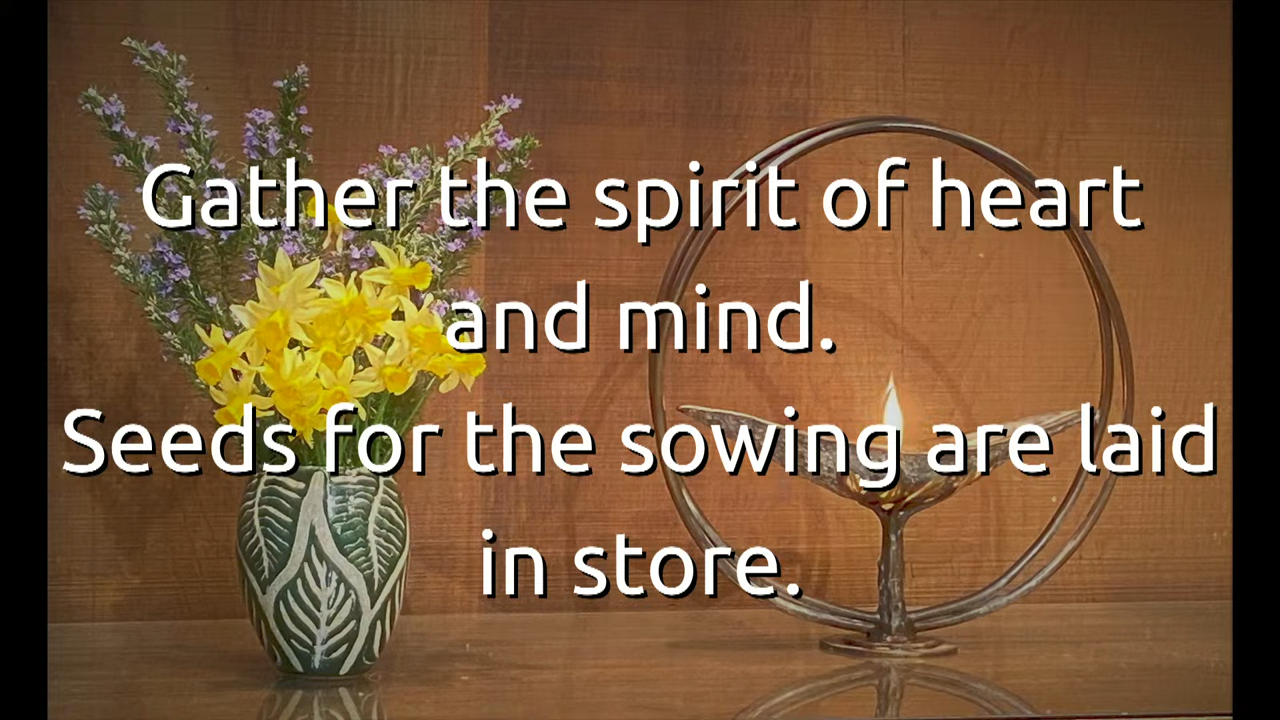 Gather the spirit of heart
and mind.
Seeds for the sowing are laid
in store.